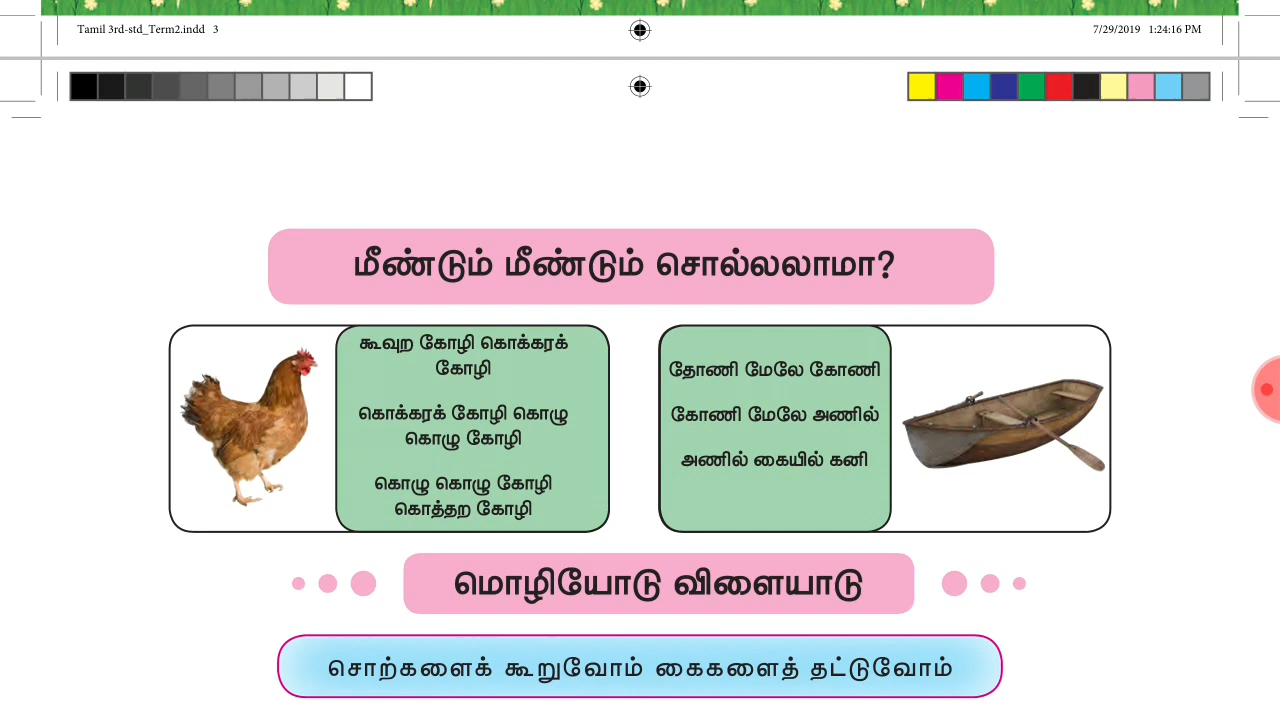 Tamil 3rd-std_Term2.indd 3
7/29/2019 1:24:16 PM
மீண்டும் மீண்டும் சொல்லலாமா?
கூவுற கோழி கொக்கரக்
கோழி
கொக்கரக் கோழி கொழு
கொழு கோழி
கொழு கொழு கோழி
கொத்தற கோழி
தோணி மேலே கோணி
கோணி மேலே அணில்
அணில் கையில் கனி
மொழியோடு விளையாடு
சொற்களைக் கூறுவோம் கைகளைத் தட்டுவோம்